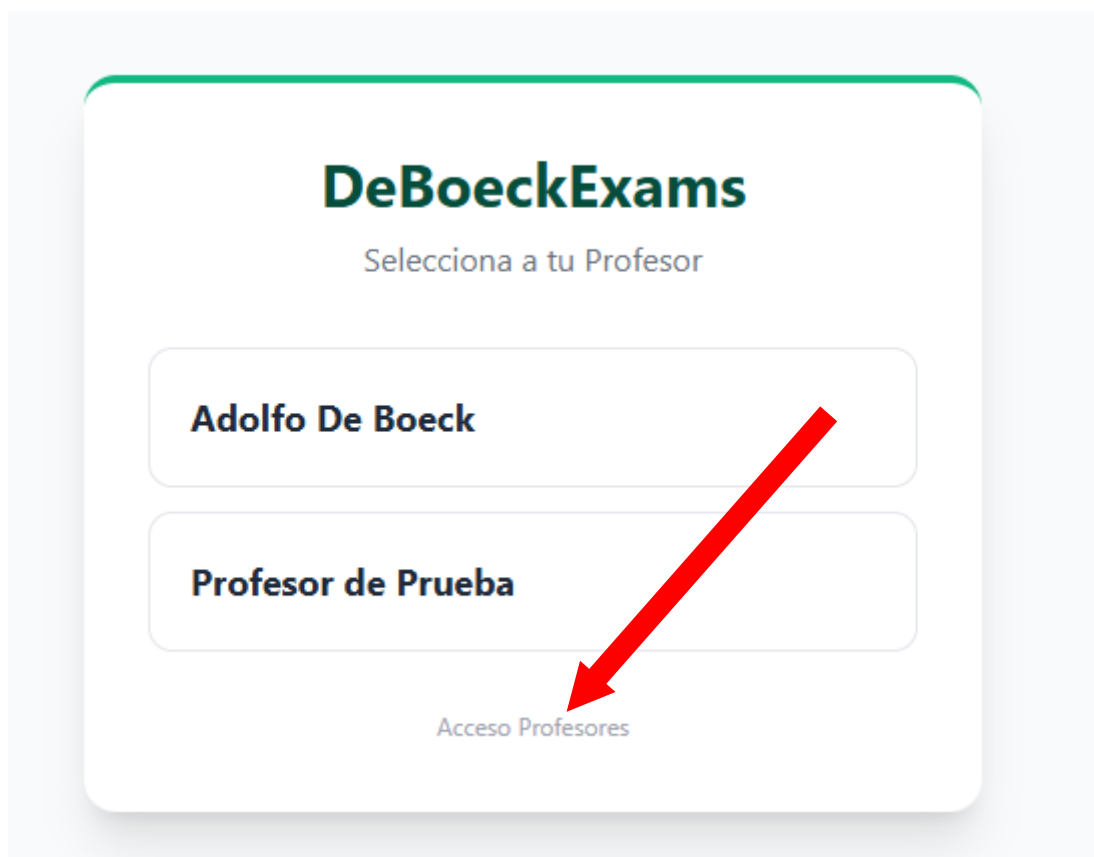 DeBoeckExams
Selecciona a tu Profesor
Adolfo De Boeck
Profesor de Prueba
Acceso Profesores